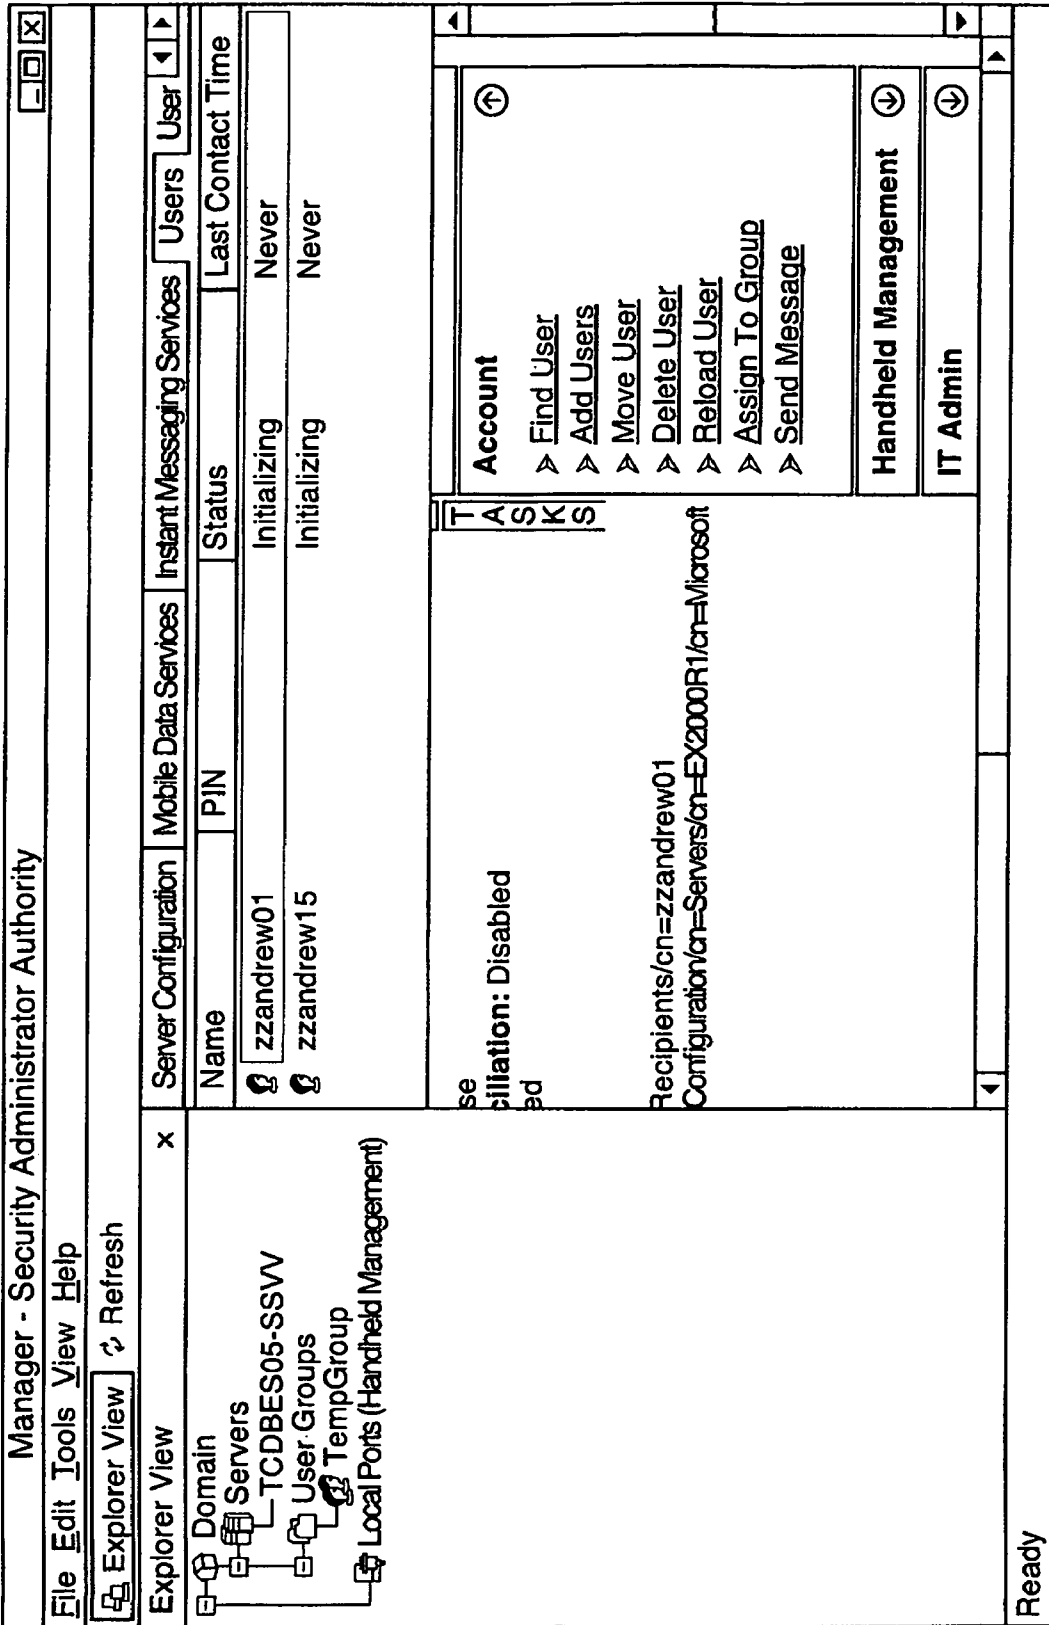 Manager - Security Administrator Authority
File Edit Tools View Help
Explorer View Refresh
Explorer View x
Domain
Servers
TCDBES05-SSVV
User Groups
TempGroup
Local Ports (Handheld Management)
Server Configuration Mobile Data Services Instant Messaging Services Users User
Name PIN Status Last Contact Time
zzandrew01 Initializing Never
zzandrew15 Initializing Never
se
ciliation: Disabled
ed
Recipients/cn=zzandrew01
Configuration/cn=Servers/cn=EX2000R1/cn=Microsoft
TASKS
Account
Find User
Add Users
Move User
Delete User
Reload User
Assign To Group
Send Message
Handheld Management
IT Admin
Ready